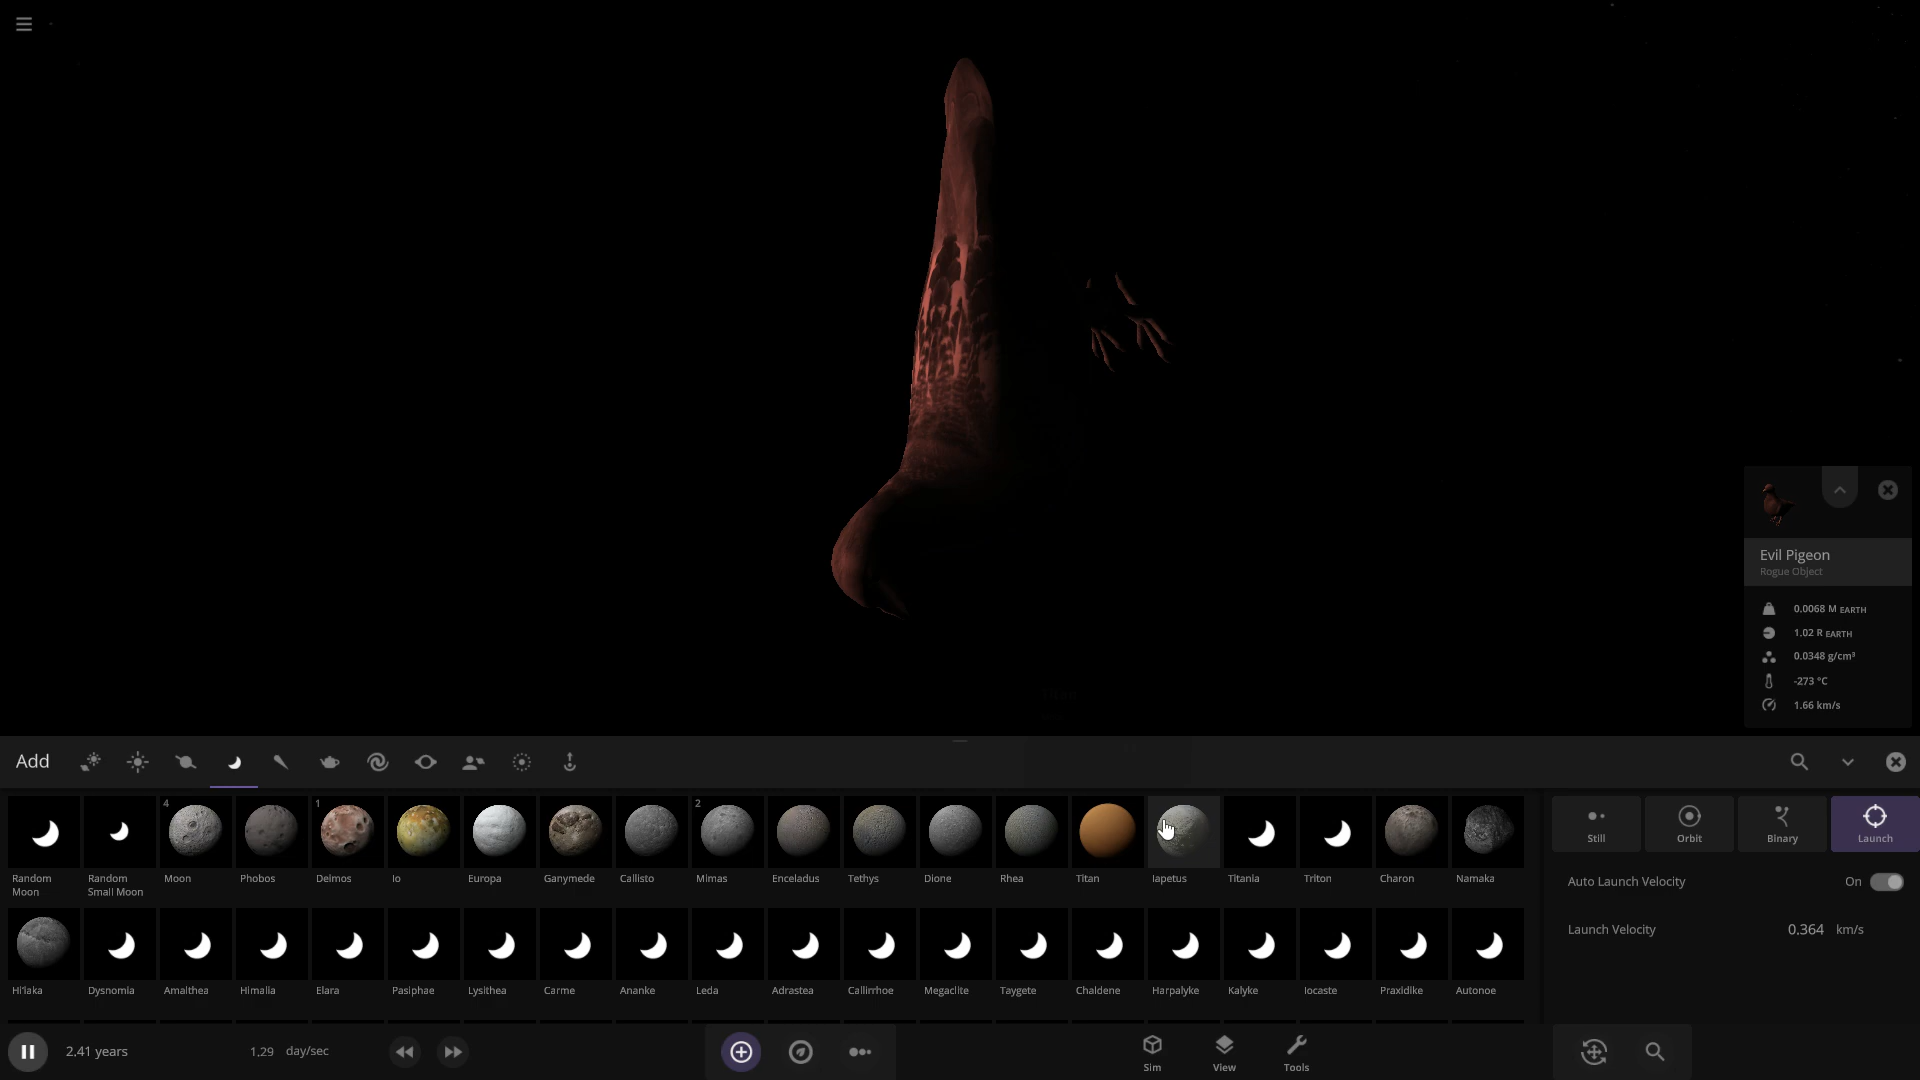 Evil Pigeon
Rogue Object
0.0068 M EARTH
1.02 R EARTH
0.0348 g/cm³
-273 °C
1.66 km/s
Add
4
1
2
Random Moon
Random Small Moon
Moon
Phobos
Deimos
Io
Europa
Ganymede
Callisto
Mimas
Enceladus
Tethys
Dione
Rhea
Titan
Iapetus
Titania
Triton
Charon
Namaka
Still
Orbit
Binary
Launch
Auto Launch Velocity On
Launch Velocity 0.364 km/s
Hi'iaka
Dysnomia
Amalthea
Himalia
Elara
Pasiphae
Lysithea
Carme
Ananke
Leda
Adrastea
Callirrhoe
Megaclite
Taygete
Chaldene
Harpalyke
Kalyke
Iocaste
Praxidike
Autonoe
2.41 years
1.29 day/sec
Sim
View
Tools